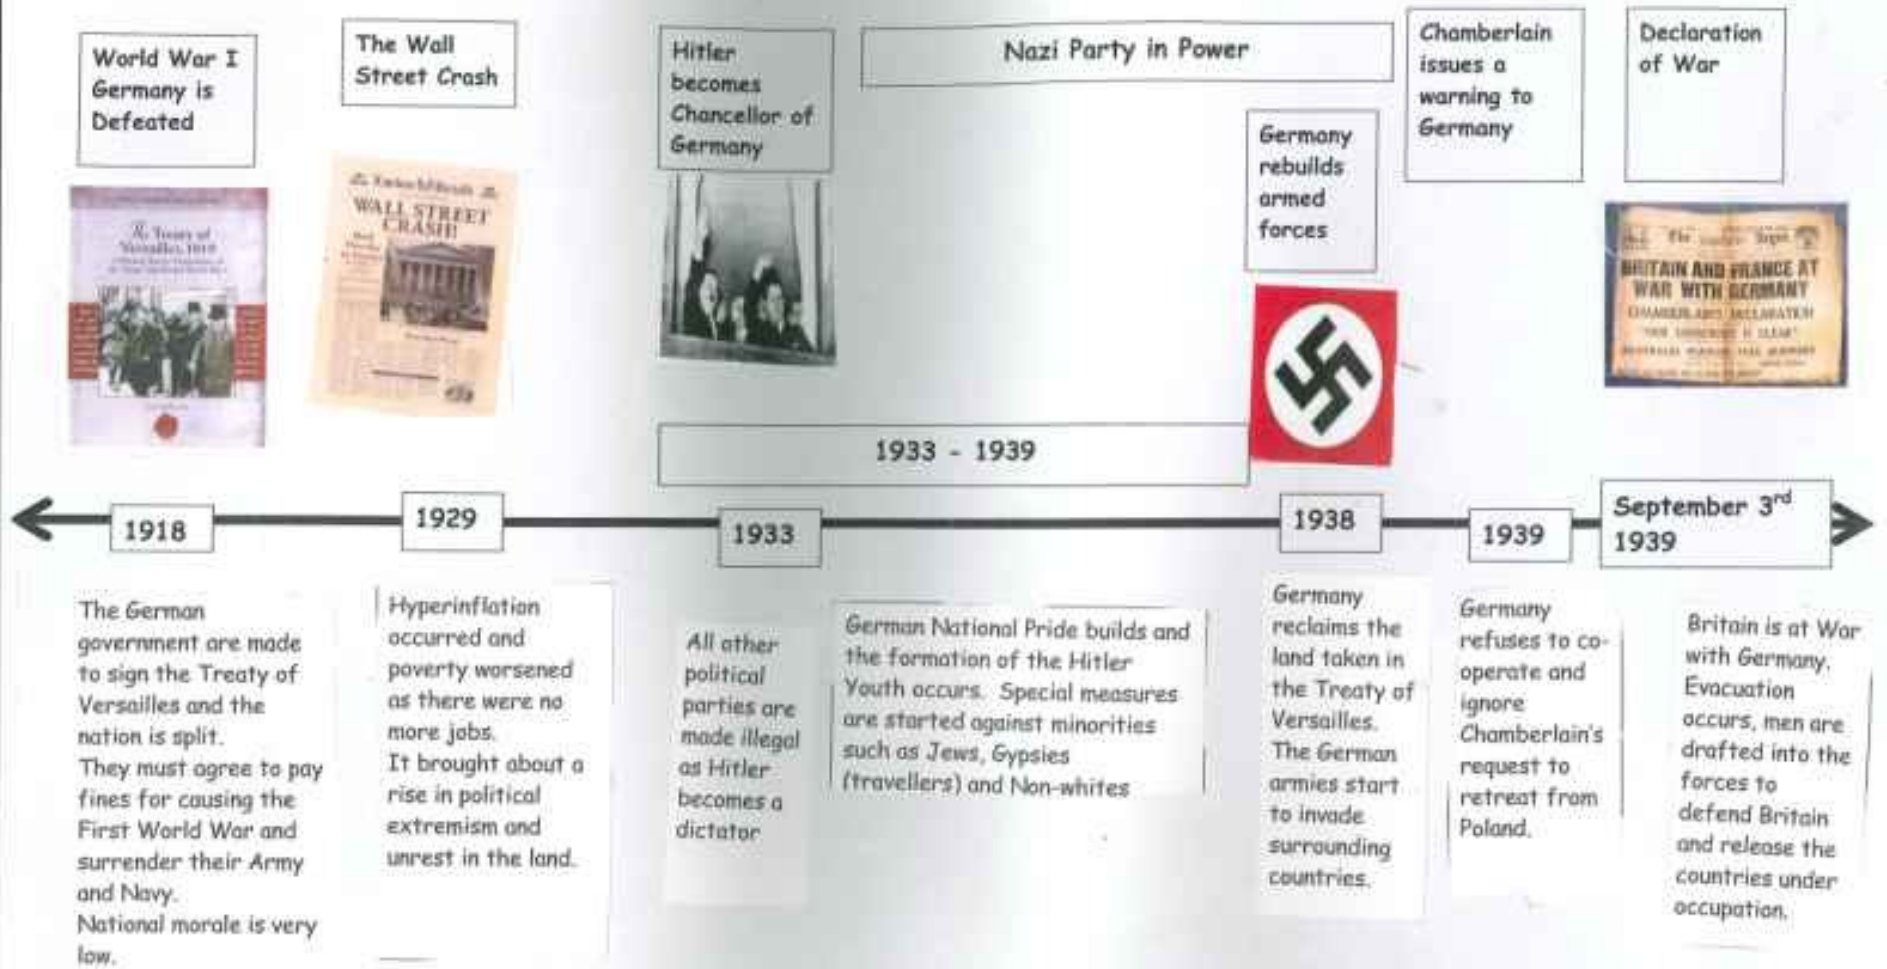 World War I
Germany is
Defeated
The Wall
Street Crash
Hitler
becomes
Chancellor of
Germany
Nazi Party in Power
Germany
rebuilds
armed
forces
Chamberlain
issues a
warning to
Germany
Declaration
of War
The Treaty of
Versailles, 1919
WALL STREET
CRASH!
The Argus
BRITAIN AND FRANCE AT
WAR WITH GERMANY
CHAMBERLAIN'S DECLARATION
1933 - 1939
1918
1929
1933
1938
1939
September 3rd
1939
The German
government are made
to sign the Treaty of
Versailles and the
nation is split.
They must agree to pay
fines for causing the
First World War and
surrender their Army
and Navy.
National morale is very
low.
Hyperinflation
occurred and
poverty worsened
as there were no
more jobs.
It brought about a
rise in political
extremism and
unrest in the land.
All other
political
parties are
made illegal
as Hitler
becomes a
dictator
German National Pride builds and
the formation of the Hitler
Youth occurs. Special measures
are started against minorities
such as Jews, Gypsies
(travellers) and Non-whites
Germany
reclaims the
land taken in
the Treaty of
Versailles.
The German
armies start
to invade
surrounding
countries.
Germany
refuses to co-
operate and
ignore
Chamberlain's
request to
retreat from
Poland.
Britain is at War
with Germany.
Evacuation
occurs, men are
drafted into the
forces to
defend Britain
and release the
countries under
occupation.